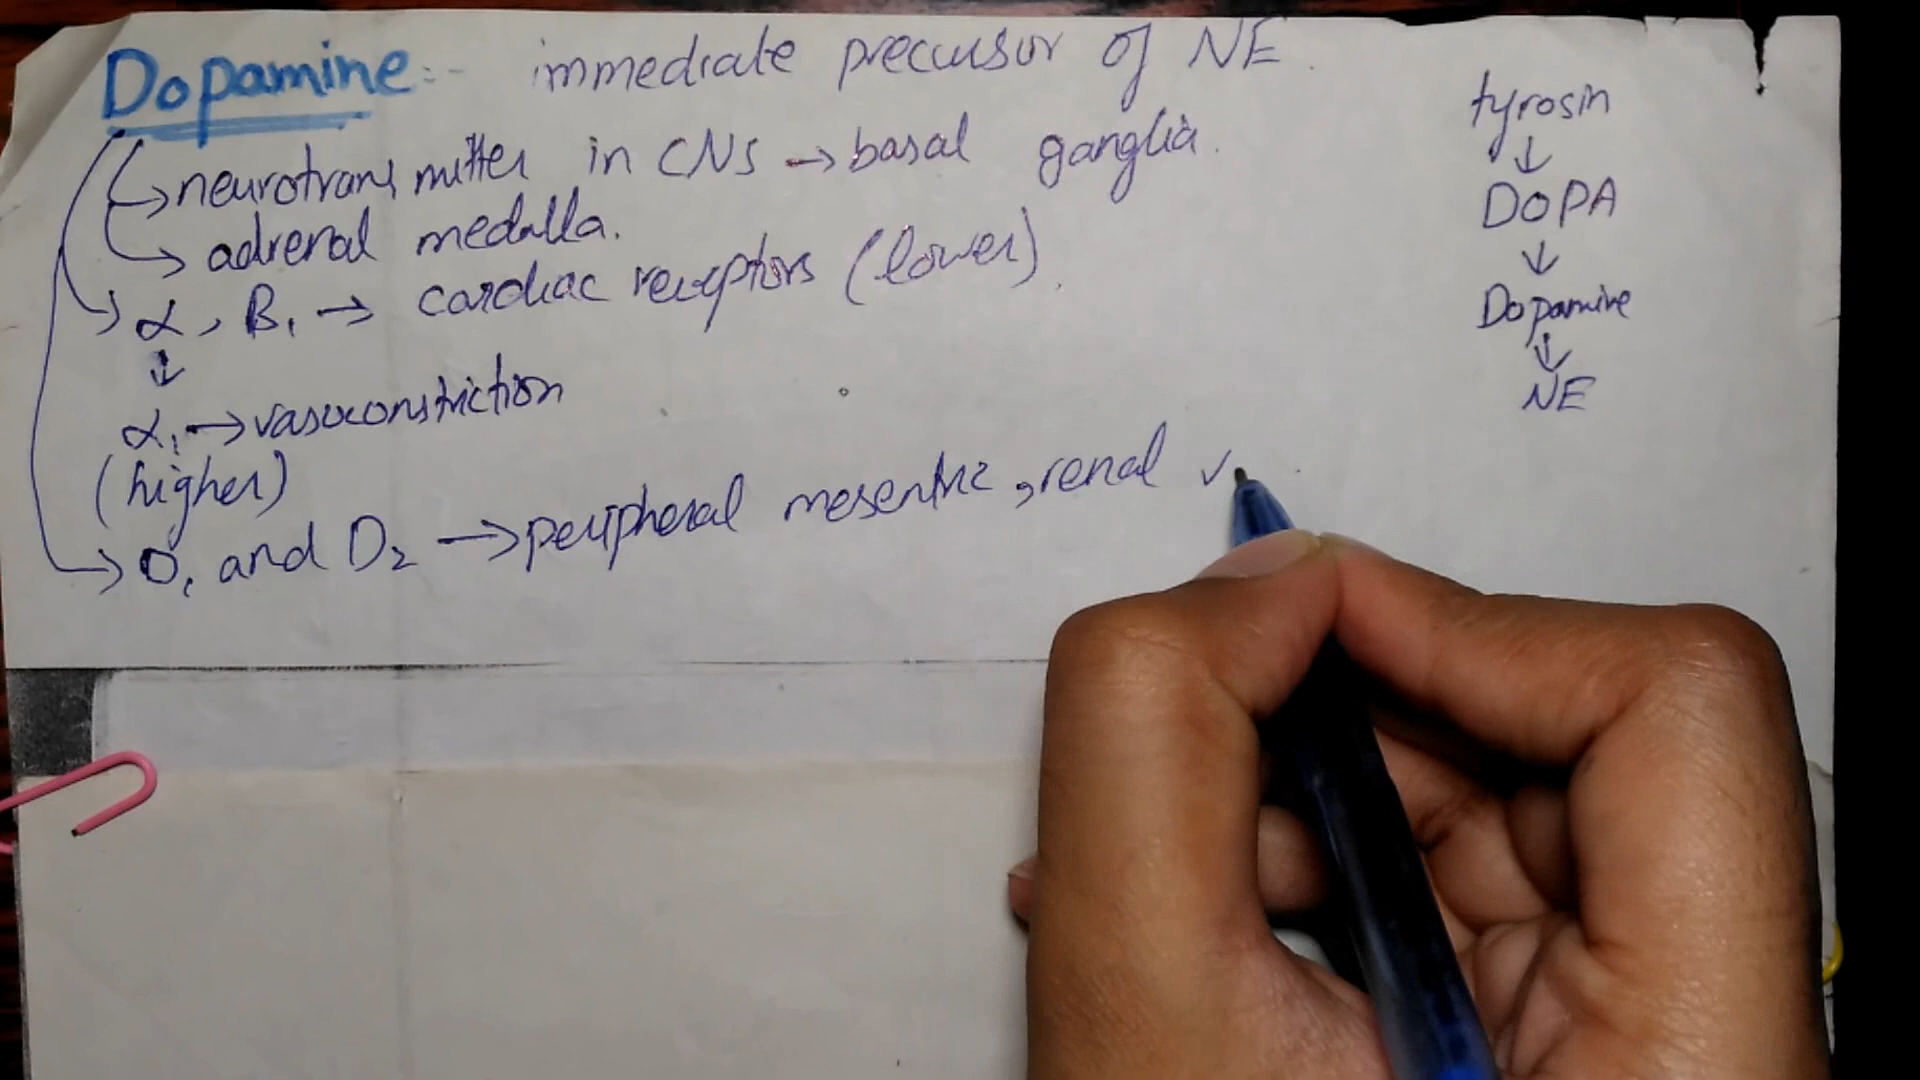 Dopamine:- immediate precursor of NE.
neurotransmitter in CNS → basal ganglia.
adrenal medulla.
α, B₁ → cardiac receptors (lower).
↓
α₁ → vasoconstriction
(higher)
D₁ and D₂ → peripheral mesentric, renal
tyrosin
↓
DOPA
↓
Dopamine
↓
NE